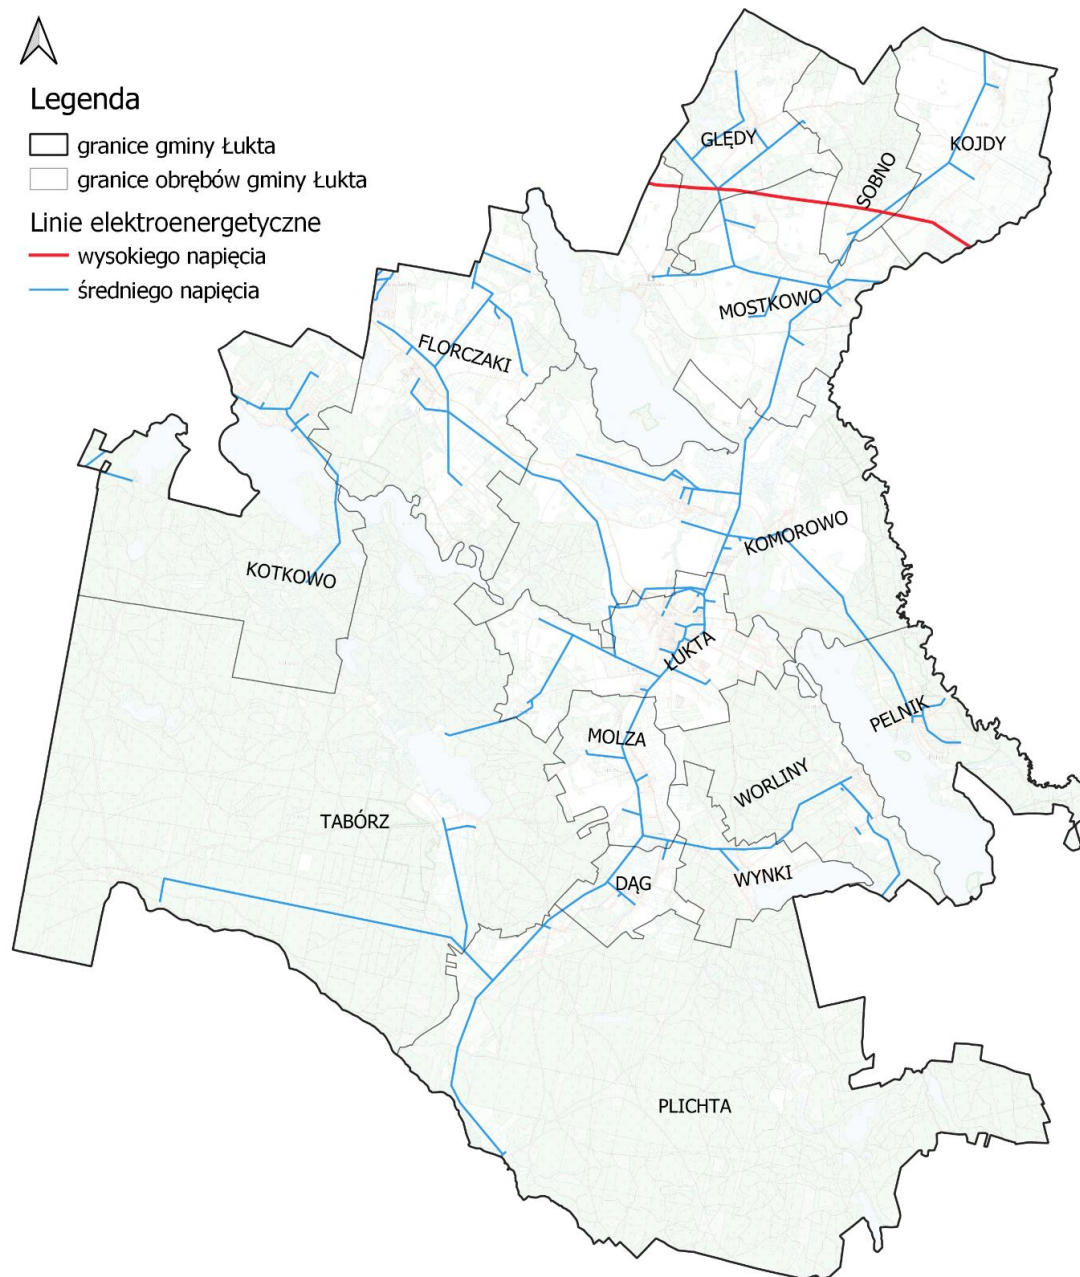 Legenda
granice gminy Łukta
granice obrębów gminy Łukta
Linie elektroenergetyczne
wysokiego napięcia
średniego napięcia
GLĘDY
KOJDY
SOBNO
MOSTKOWO
FLORCZAKI
KOMOROWO
KOTKOWO
ŁUKTA
PELNIK
MOLZA
WORLINY
TABÓRZ
DĄG
WYNKI
PLICHTA